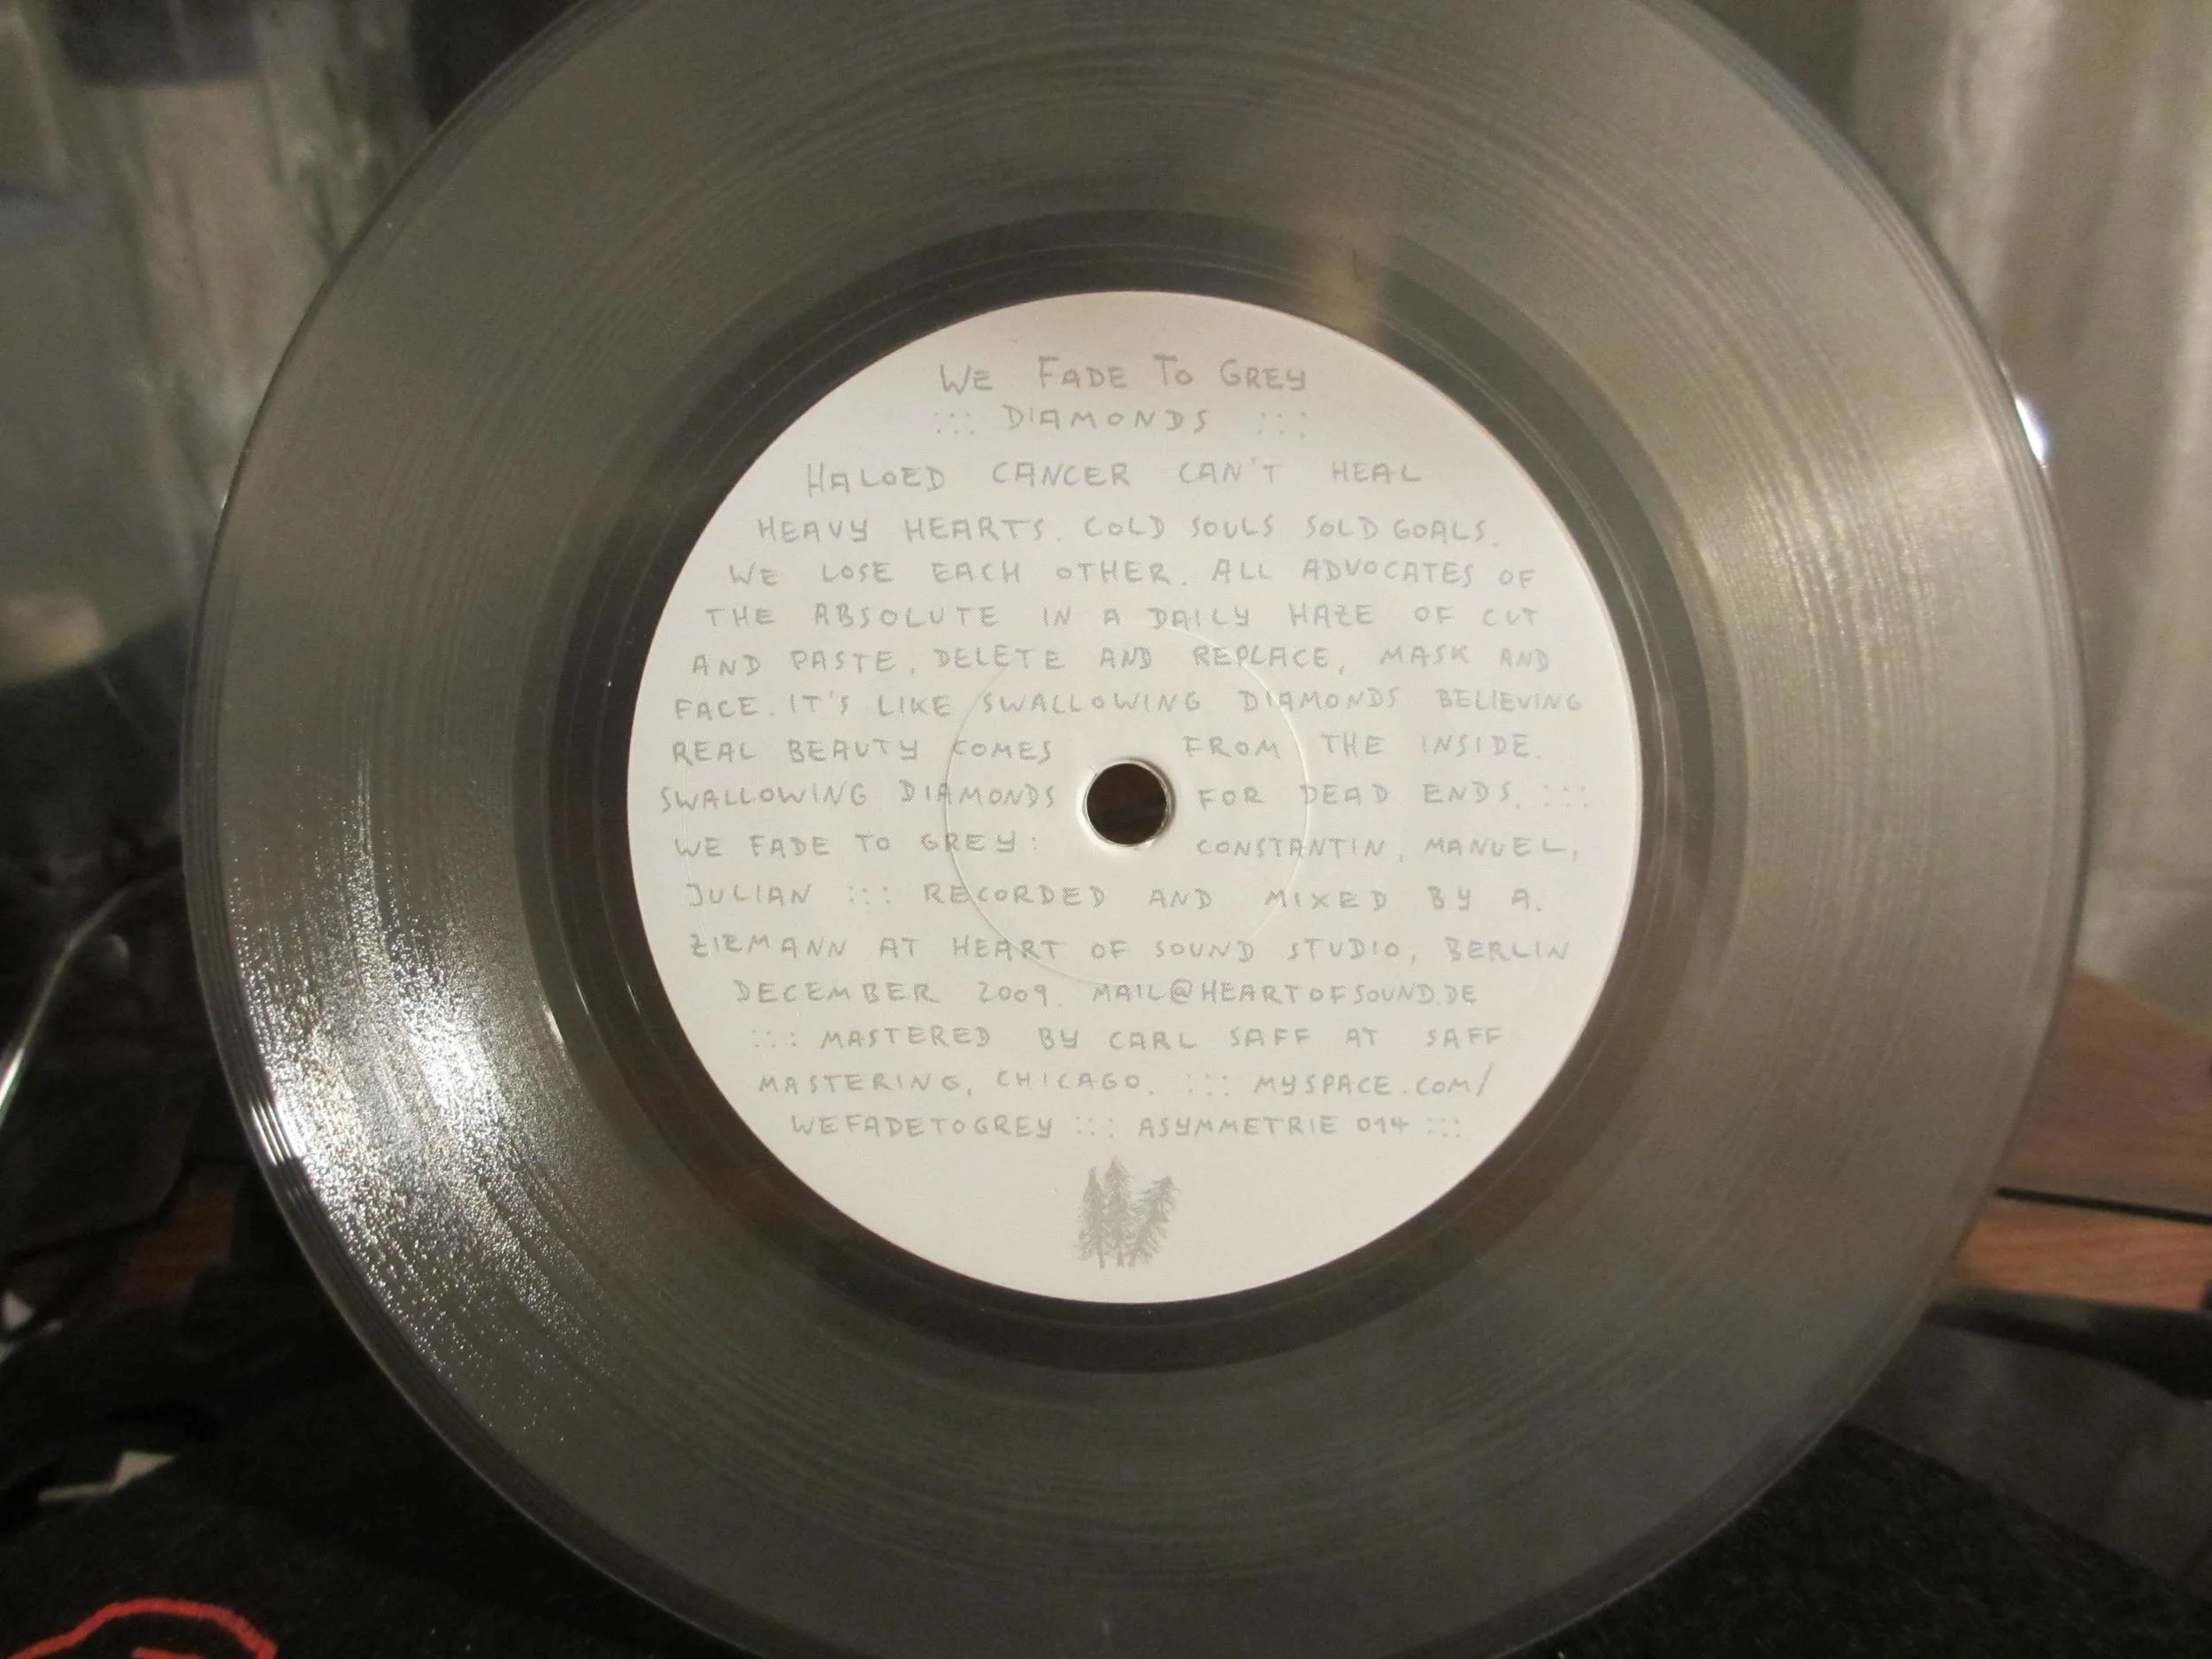 WE FADE TO GREY
::: DIAMONDS :::
HALOED CANCER CAN'T HEAL
HEAVY HEARTS. COLD SOULS SOLD GOALS.
WE LOSE EACH OTHER. ALL ADVOCATES OF
THE ABSOLUTE IN A DAILY HAZE OF CUT
AND PASTE, DELETE AND REPLACE, MASK AND
FACE. IT'S LIKE SWALLOWING DIAMONDS BELIEVING
REAL BEAUTY COMES FROM THE INSIDE.
SWALLOWING DIAMONDS FOR DEAD ENDS. :::
WE FADE TO GREY: CONSTANTIN, MANUEL,
JULIAN ::: RECORDED AND MIXED BY A.
ZIEMANN AT HEART OF SOUND STUDIO, BERLIN
DECEMBER 2009. MAIL@HEARTOFSOUND.DE
::: MASTERED BY CARL SAFF AT SAFF
MASTERING, CHICAGO. ::: MYSPACE.COM/
WEFADETOGREY ::: ASYMMETRIE 014 :::